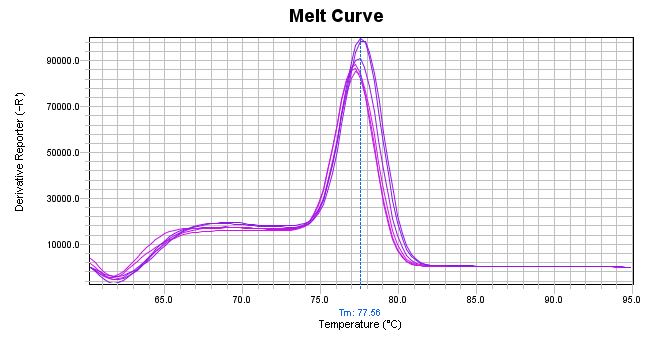 Melt Curve
Derivative Reporter (-R')
90000.0
70000.0
50000.0
30000.0
10000.0
65.0 70.0 75.0 80.0 85.0 90.0 95.0
Tm: 77.56
Temperature (°C)